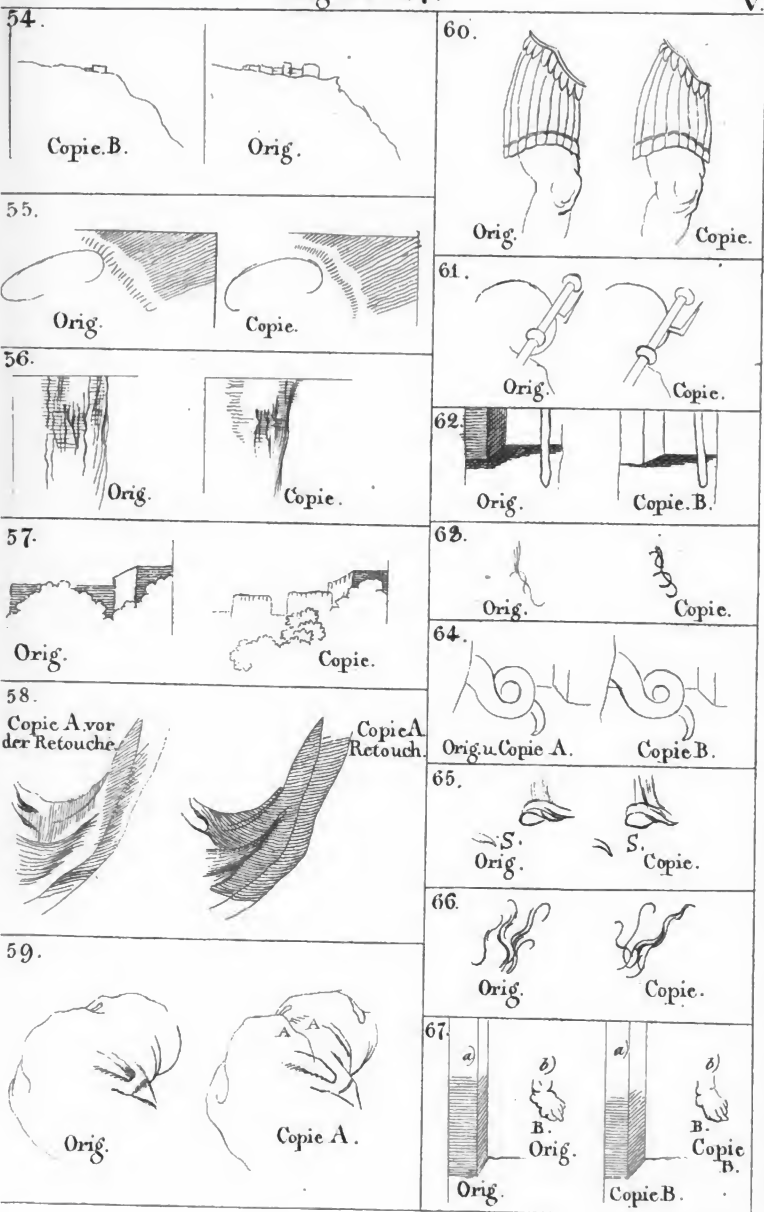 V.
54.
Copie. B.
Orig.
55.
Orig.
Copie.
56.
Orig.
Copie.
57.
Orig.
Copie.
58.
Copie A. vor
der Retouche.
Copie A
Retouch.
59.
Orig.
A
A
Copie A.
60.
Orig.
Copie.
61.
Orig.
Copie.
62.
Orig.
Copie. B.
63.
Orig.
Copie.
64.
Orig. u. Copie A.
Copie B.
65.
S.
Orig.
S.
Copie.
66.
Orig.
Copie.
67.
a)
b)
B.
Orig.
Orig.
a)
b)
B.
Copie
B.
Copie. B.